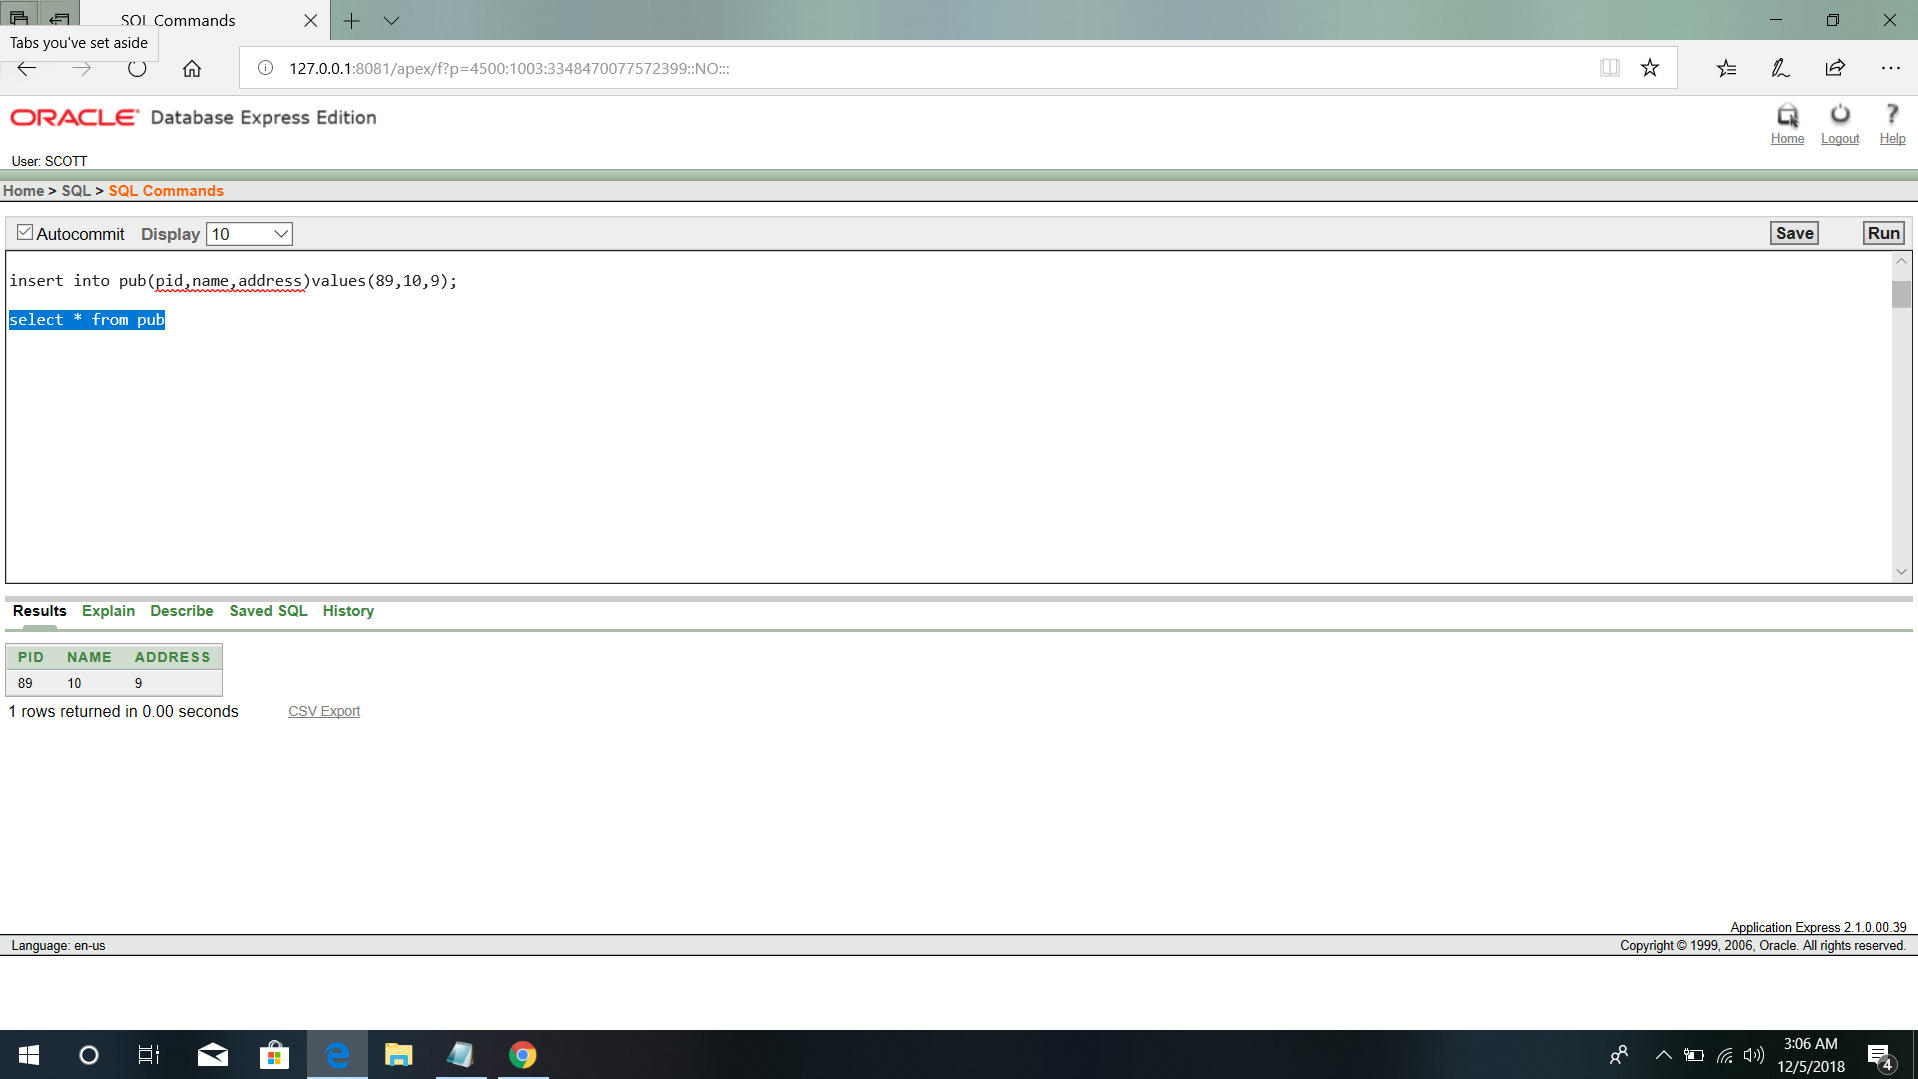 SQL Commands
Tabs you've set aside
127.0.0.1:8081/apex/f?p=4500:1003:3348470077572399::NO:::
ORACLE Database Express Edition
Home Logout Help
User: SCOTT
Home > SQL > SQL Commands
Autocommit Display 10 Save Run
insert into pub(pid,name,address)values(89,10,9);
select * from pub
Results Explain Describe Saved SQL History
PID NAME ADDRESS
89 10 9
1 rows returned in 0.00 seconds CSV Export
Application Express 2.1.0.00.39
Language: en-us Copyright © 1999, 2006, Oracle. All rights reserved.
3:06 AM
12/5/2018
4